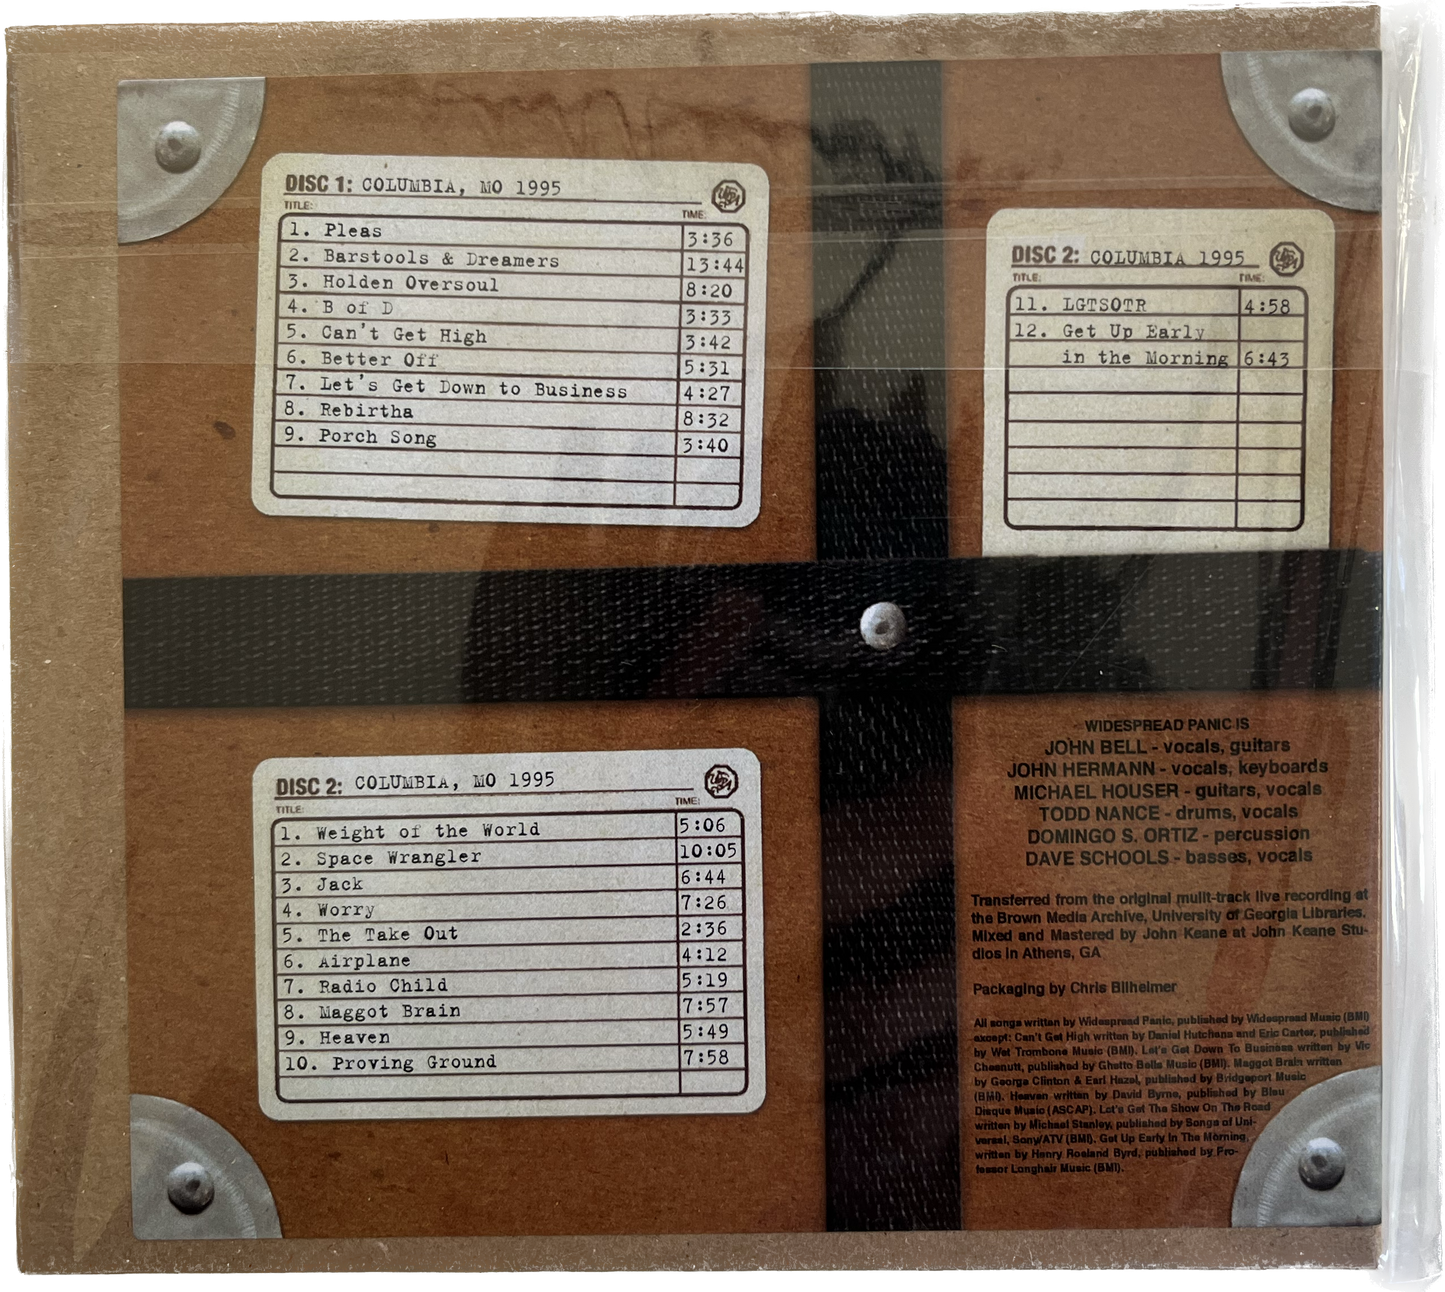 DISC 1: COLUMBIA, MO 1995
TITLE: TIME:
1. Pleas 3:36
2. Barstools & Dreamers 13:44
3. Holden Oversoul 8:20
4. B of D 3:33
5. Can't Get High 3:42
6. Better Off 5:31
7. Let's Get Down to Business 4:27
8. Rebirtha 8:32
9. Porch Song 3:40
DISC 2: COLUMBIA, MO 1995
TITLE: TIME:
1. Weight of the World 5:06
2. Space Wrangler 10:05
3. Jack 6:44
4. Worry 7:26
5. The Take Out 2:36
6. Airplane 4:12
7. Radio Child 5:19
8. Maggot Brain 7:57
9. Heaven 5:49
10. Proving Ground 7:58
DISC 2: COLUMBIA 1995
TITLE: TIME:
11. LGTSOTR 4:58
12. Get Up Early
in the Morning 6:43
WIDESPREAD PANIC IS
JOHN BELL - vocals, guitars
JOHN HERMANN - vocals, keyboards
MICHAEL HOUSER - guitars, vocals
TODD NANCE - drums, vocals
DOMINGO S. ORTIZ - percussion
DAVE SCHOOLS - basses, vocals
Transferred from the original mulit-track live recording at
the Brown Media Archive, University of Georgia Libraries.
Mixed and Mastered by John Keane at John Keane Stu-
dios in Athens, GA
Packaging by Chris Bilheimer
All songs written by Widespread Panic, published by Widespread Music (BMI)
except: Can't Get High written by Daniel Hutchens and Eric Carter, published
by Wet Trombone Music (BMI). Let's Get Down To Business written by Vic
Chesnutt, published by Ghetto Bells Music (BMI). Maggot Brain written
by George Clinton & Earl Hazel, published by Bridgeport Music
(BMI). Heaven written by David Byrne, published by Bleu
Disque Music (ASCAP). Let's Get The Show On The Road
written by Michael Stanley, published by Songs of Uni-
versal, Sony/ATV (BMI). Get Up Early In The Morning,
written by Henry Roeland Byrd, published by Pro-
fessor Longhair Music (BMI).